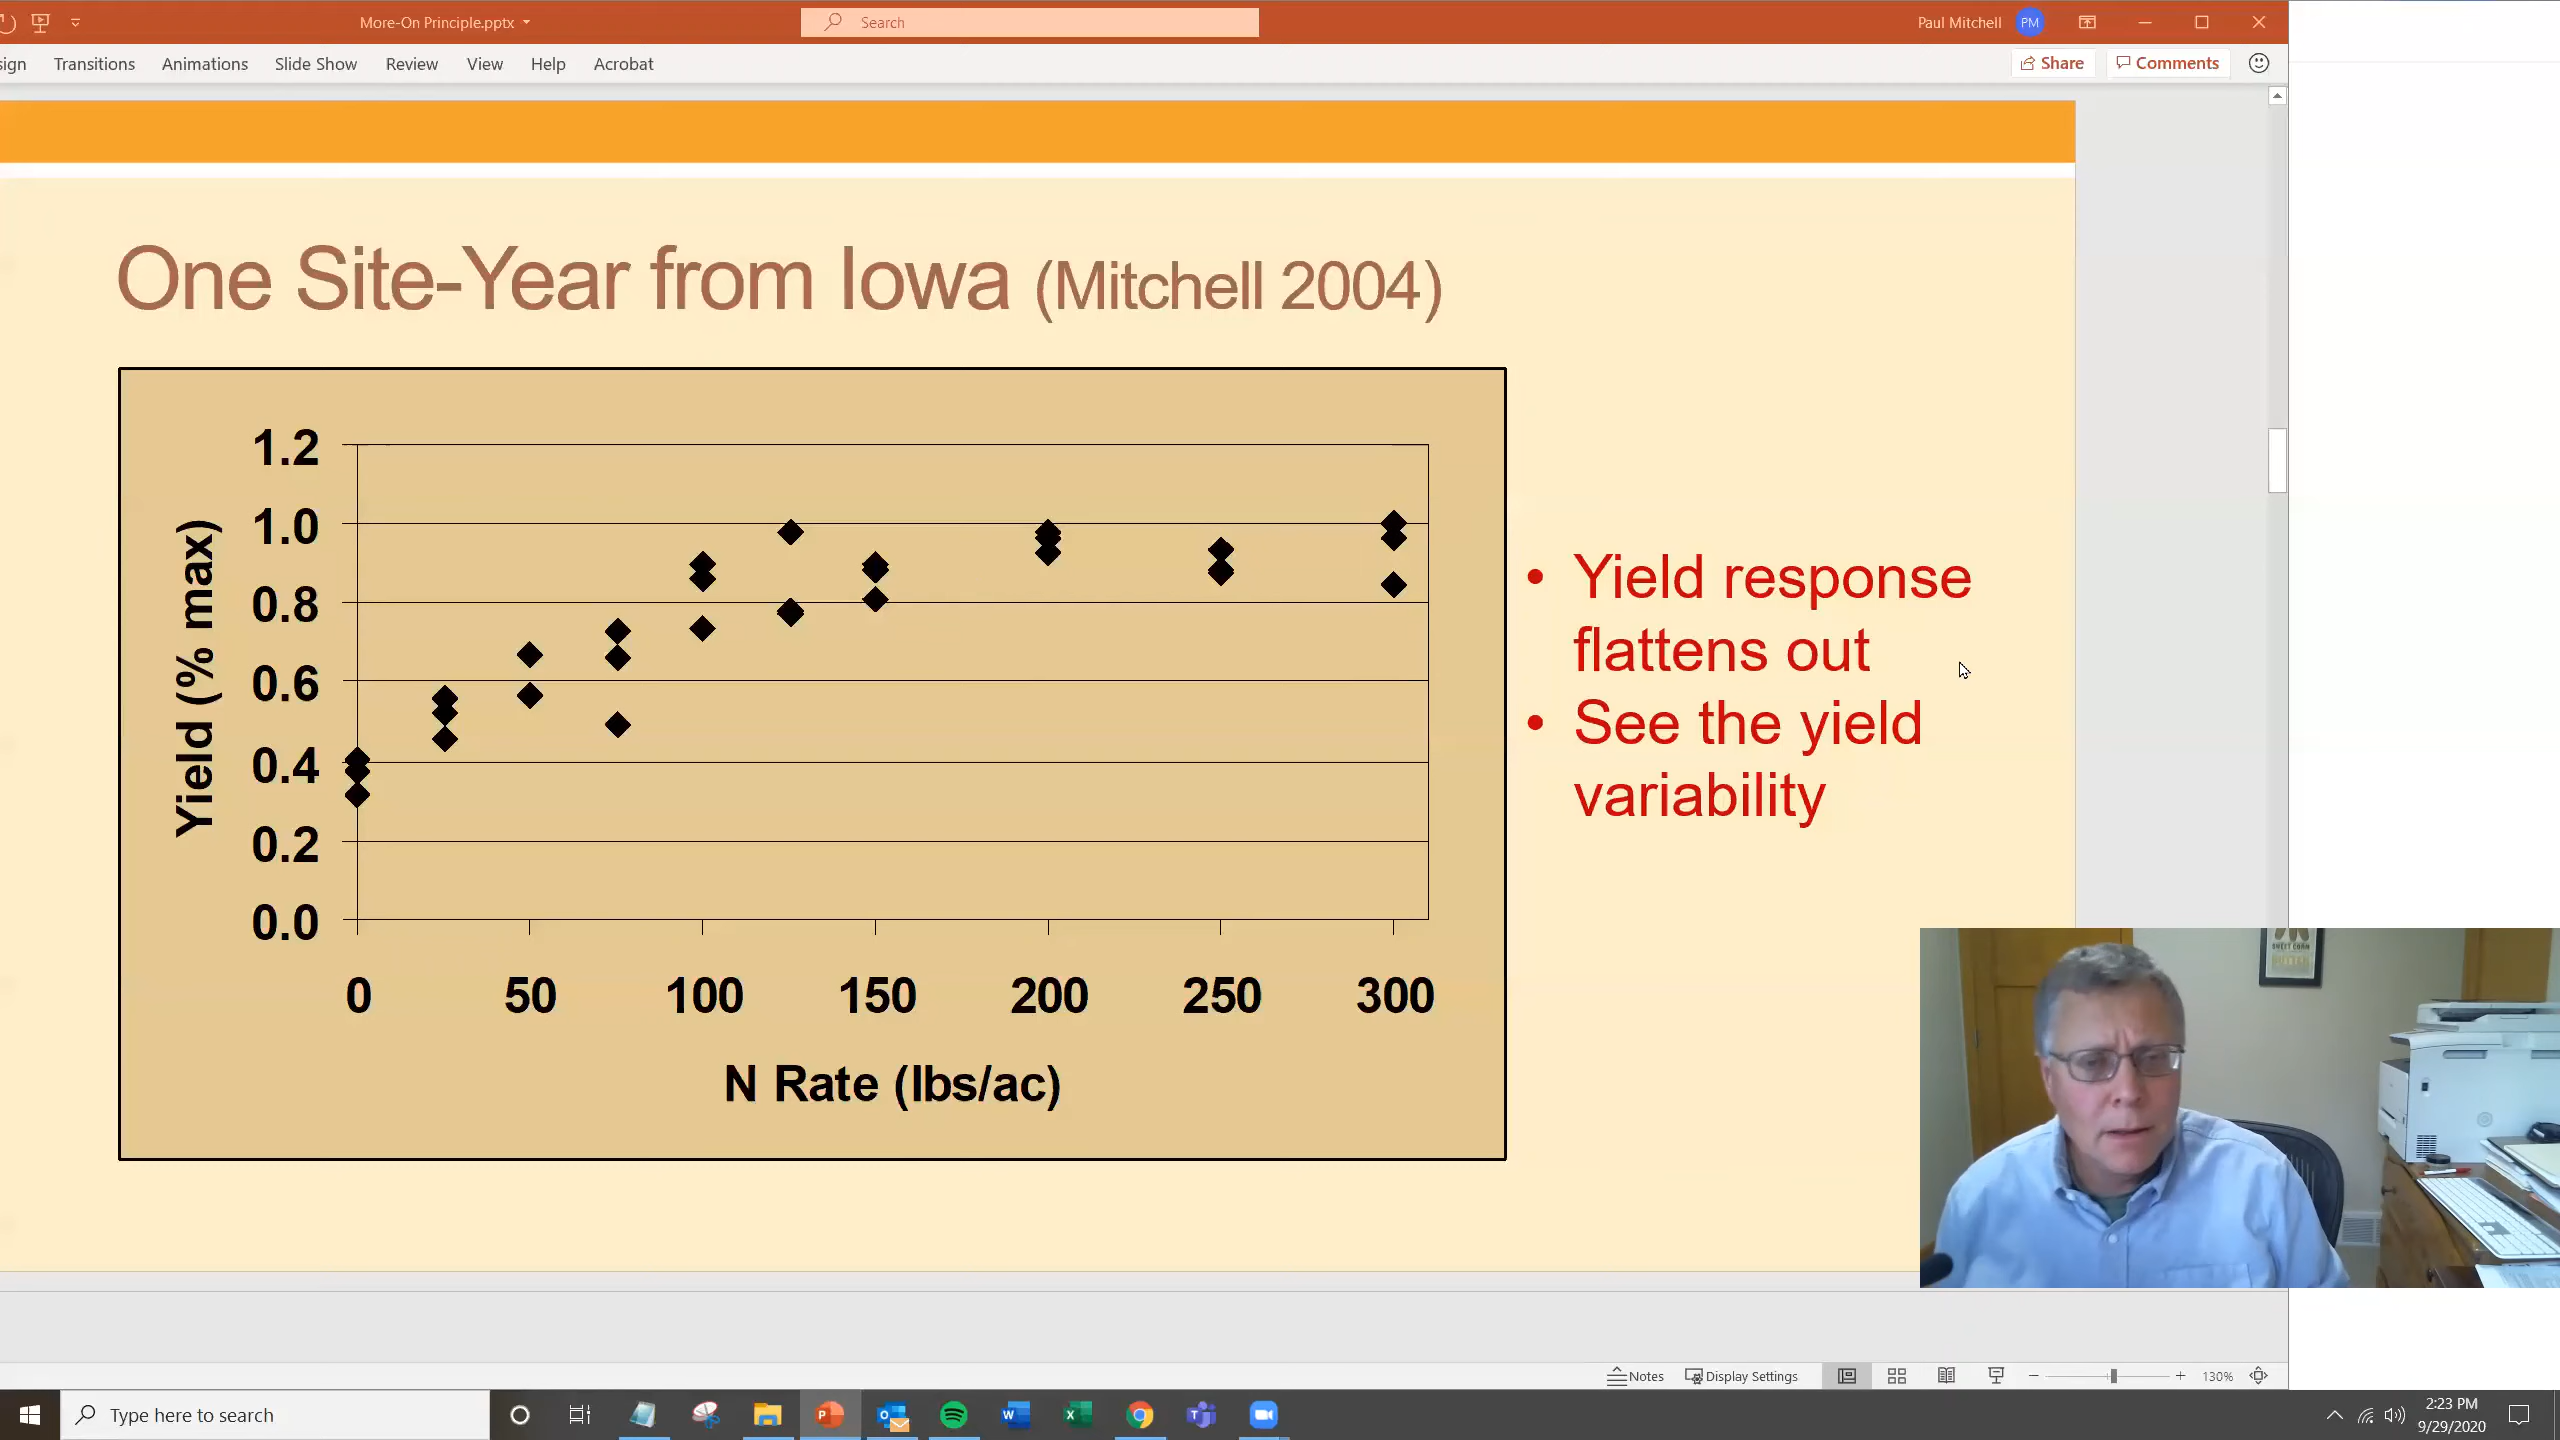 More-On Principle.pptx
Search
Paul Mitchell PM
sign Transitions Animations Slide Show Review View Help Acrobat Share Comments
One Site-Year from Iowa (Mitchell 2004)
1.2
1.0
0.8
0.6
0.4
0.2
0.0
Yield (% max)
0 50 100 150 200 250 300
N Rate (lbs/ac)
• Yield response
flattens out
• See the yield
variability
Notes Display Settings 130%
Type here to search
2:23 PM
9/29/2020